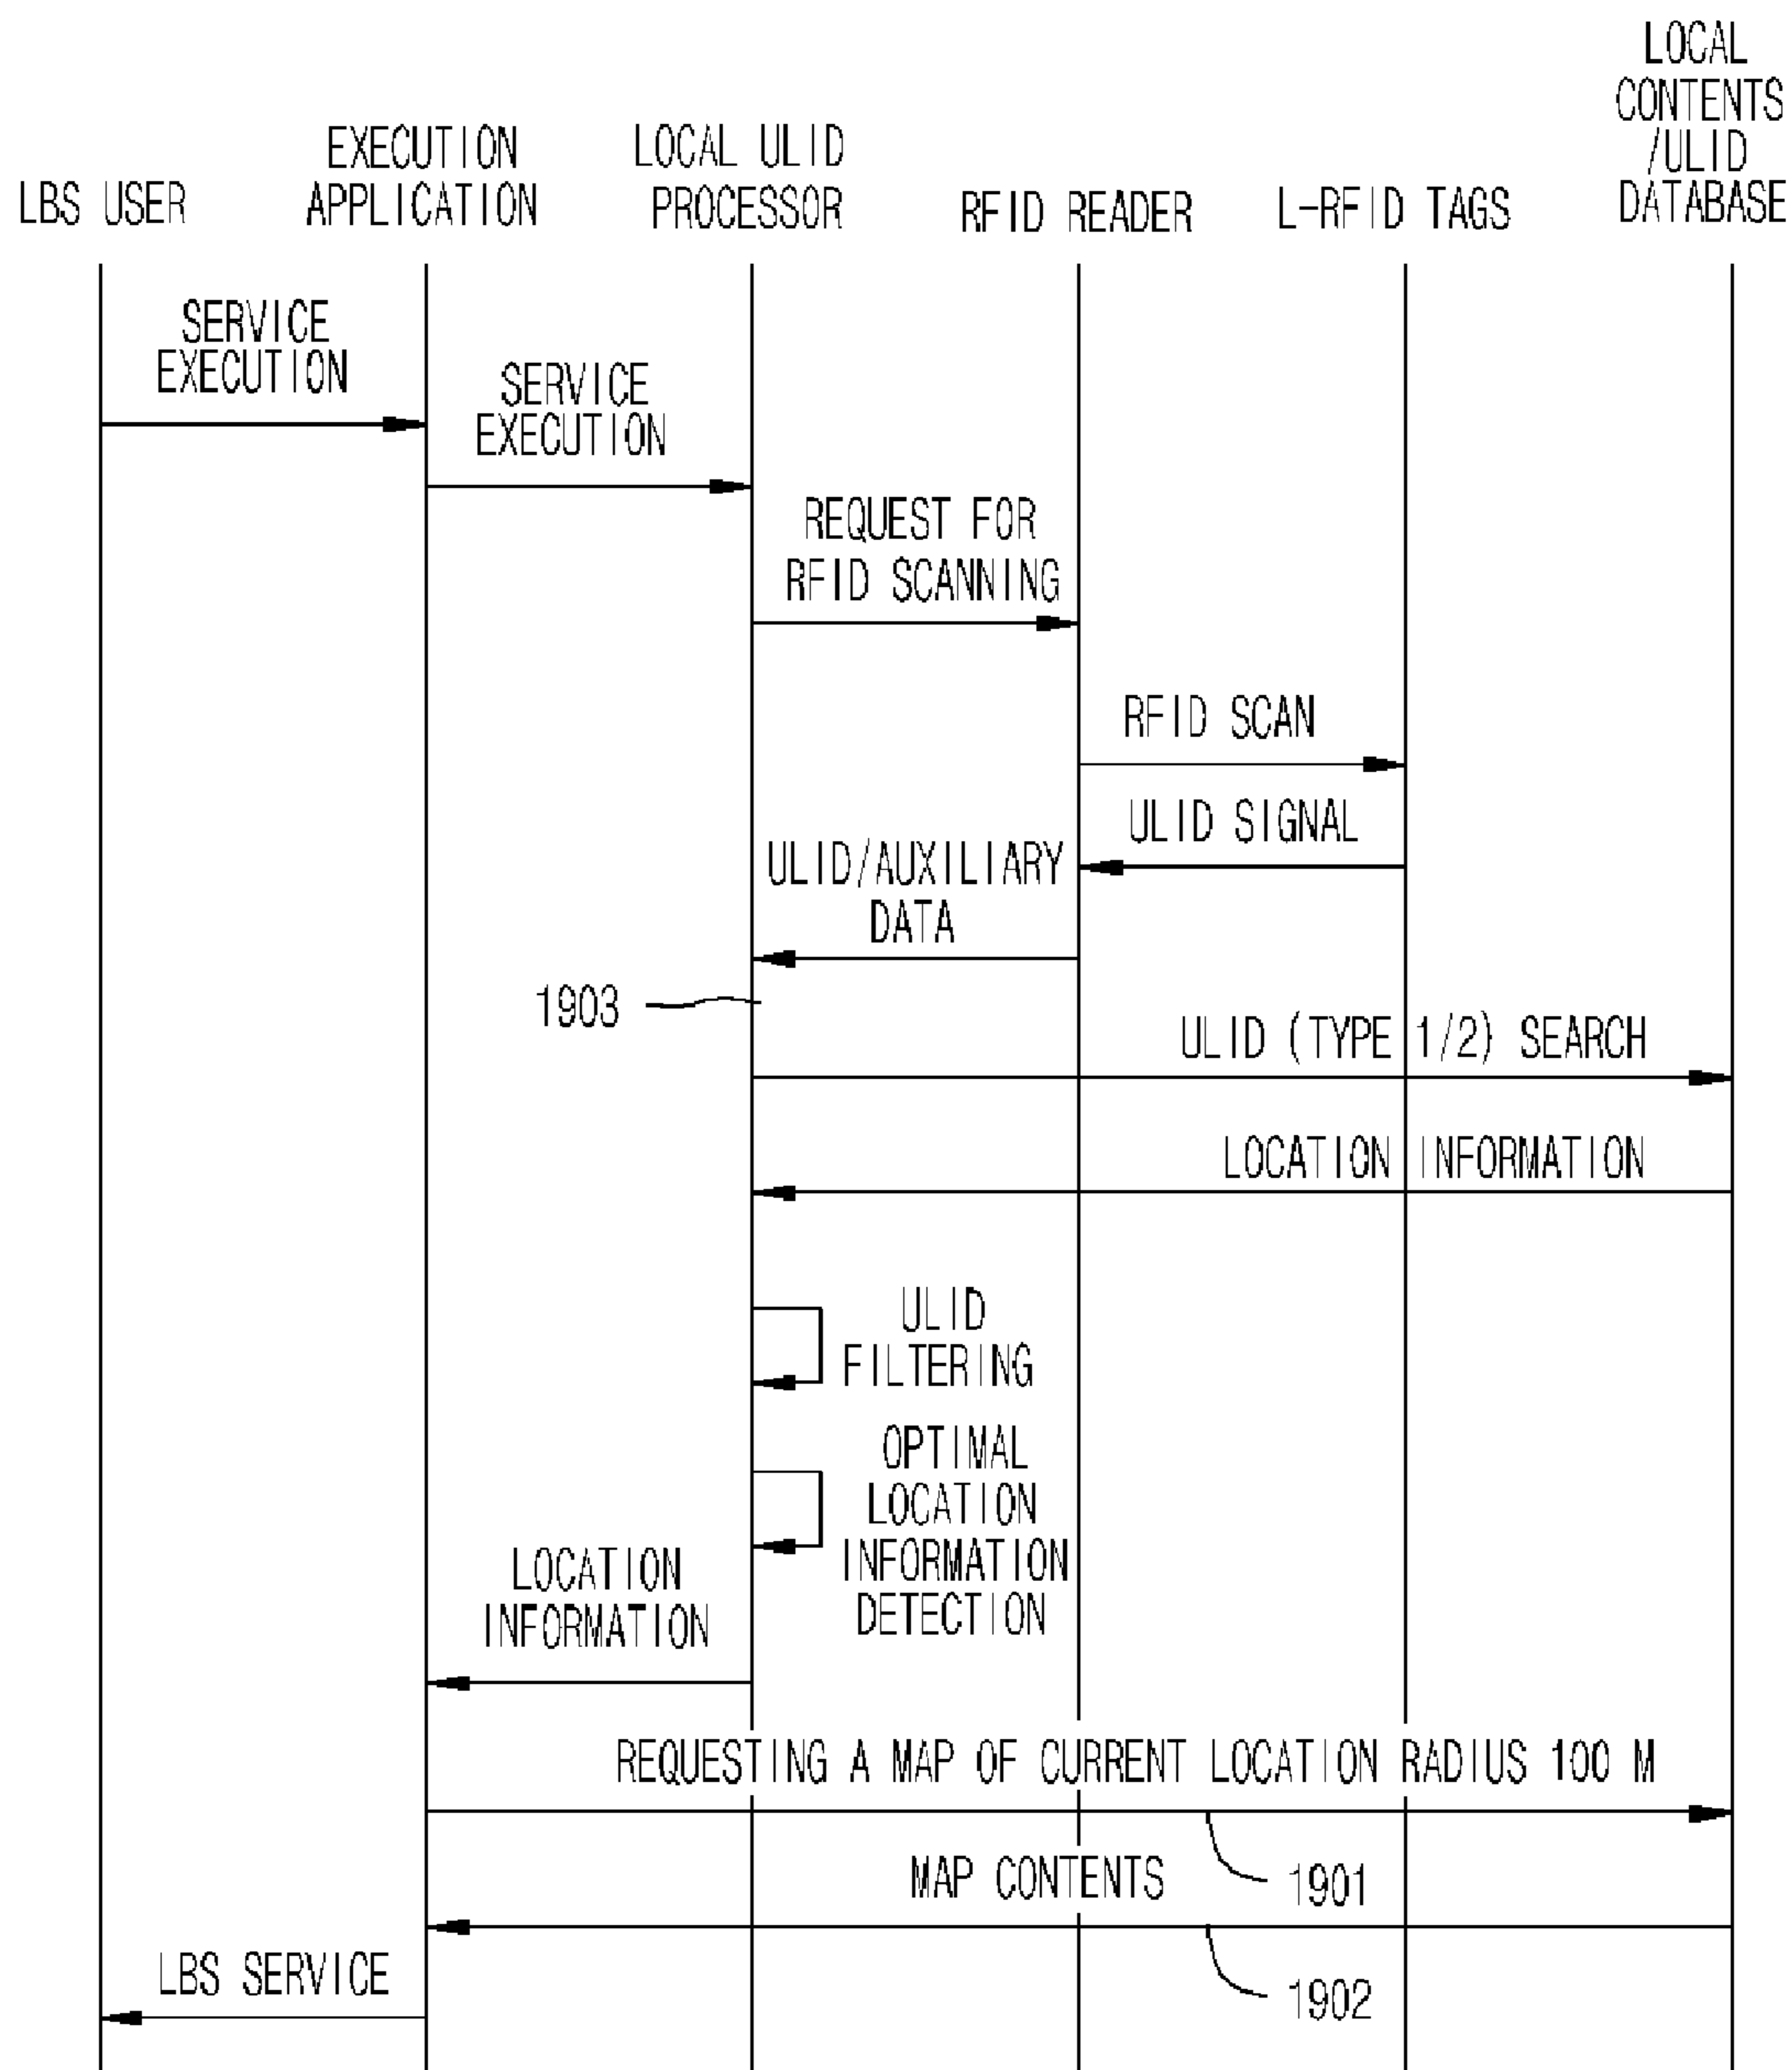 LBS USER
EXECUTION
APPLICATION
LOCAL ULID
PROCESSOR
RFID READER
L-RFID TAGS
LOCAL
CONTENTS
/ULID
DATABASE
SERVICE
EXECUTION
SERVICE
EXECUTION
REQUEST FOR
RFID SCANNING
RFID SCAN
ULID SIGNAL
ULID/AUXILIARY
DATA
1903
ULID (TYPE 1/2) SEARCH
LOCATION INFORMATION
ULID
FILTERING
OPTIMAL
LOCATION
INFORMATION
DETECTION
LOCATION
INFORMATION
REQUESTING A MAP OF CURRENT LOCATION RADIUS 100 M
1901
MAP CONTENTS
1902
LBS SERVICE